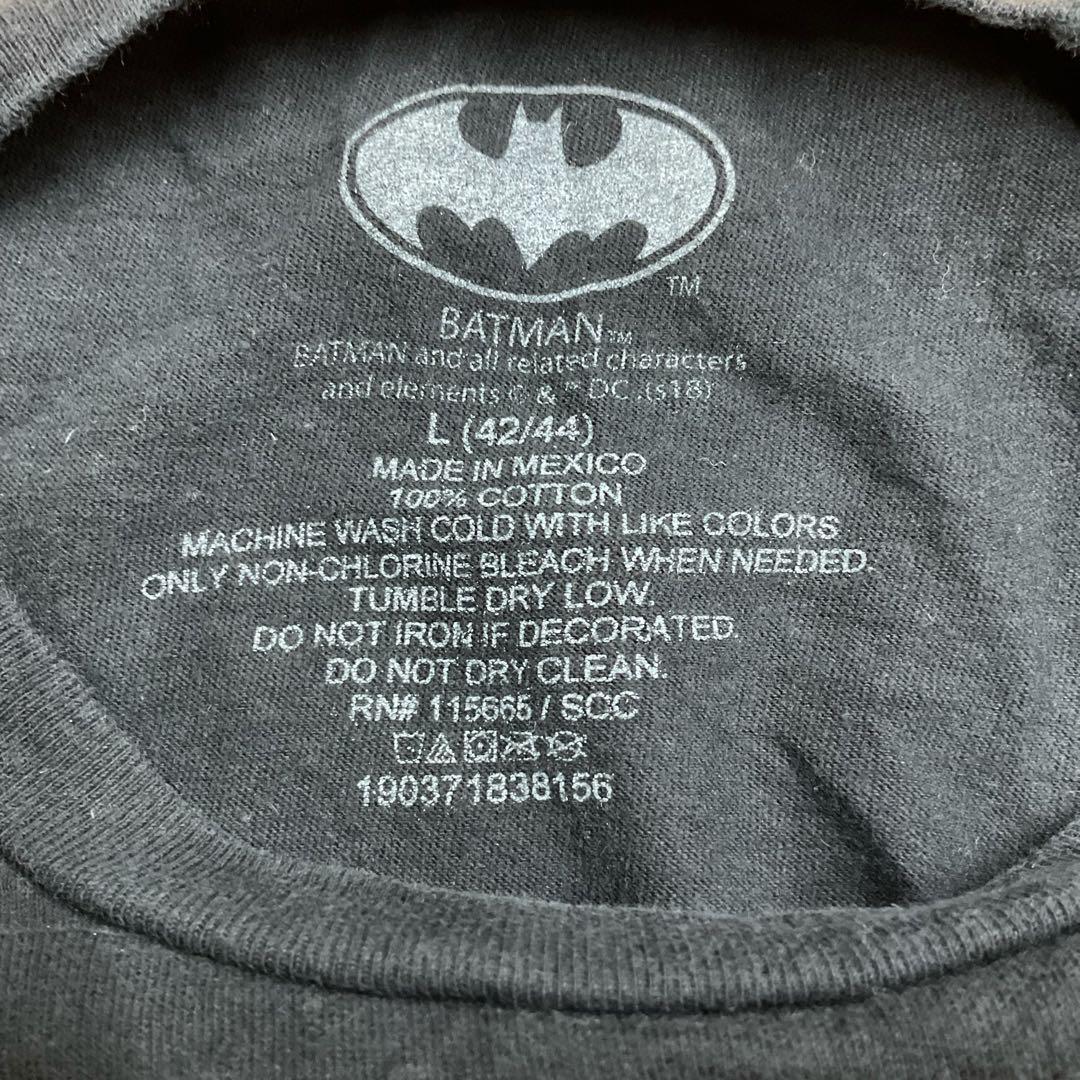 TM
BATMAN™
BATMAN and all related characters
and elements © & ™ DC .(s18)
L (42/44)
MADE IN MEXICO
100% COTTON
MACHINE WASH COLD WITH LIKE COLORS
ONLY NON-CHLORINE BLEACH WHEN NEEDED.
TUMBLE DRY LOW.
DO NOT IRON IF DECORATED.
DO NOT DRY CLEAN.
RN# 115665 / SCC
190371838156